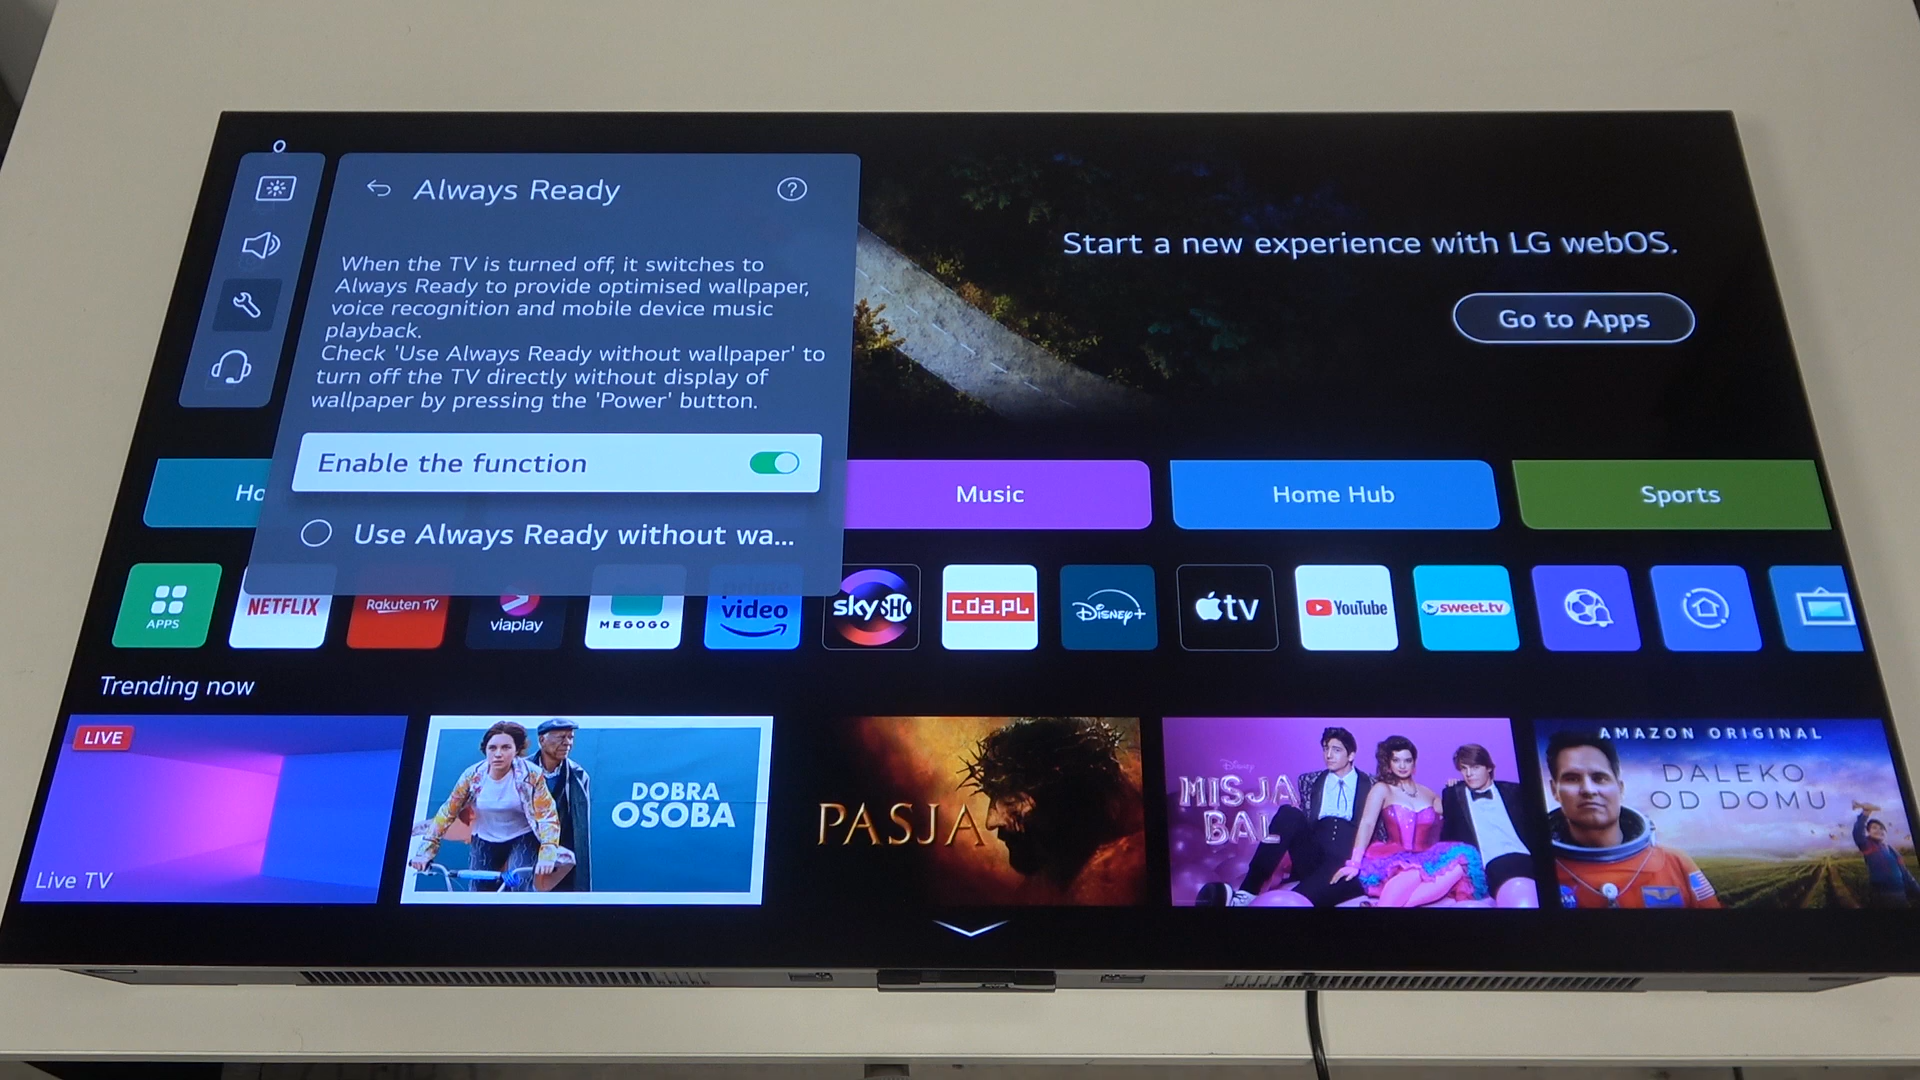 Always Ready
?
When the TV is turned off, it switches to
Always Ready to provide optimised wallpaper,
voice recognition and mobile device music
playback.
Check 'Use Always Ready without wallpaper' to
turn off the TV directly without display of
wallpaper by pressing the 'Power' button.
Enable the function
Use Always Ready without wa...
Start a new experience with LG webOS.
Go to Apps
Ho
Music
Home Hub
Sports
APPS
NETFLIX
Rakuten TV
viaplay
MEGOGO
prime
video
sky SHO
cda.pl
Disney+
tv
YouTube
sweet.tv
Trending now
LIVE
Live TV
DOBRA
OSOBA
PASJA
Disney
MISJA
BAL
AMAZON ORIGINAL
DALEKO
OD DOMU